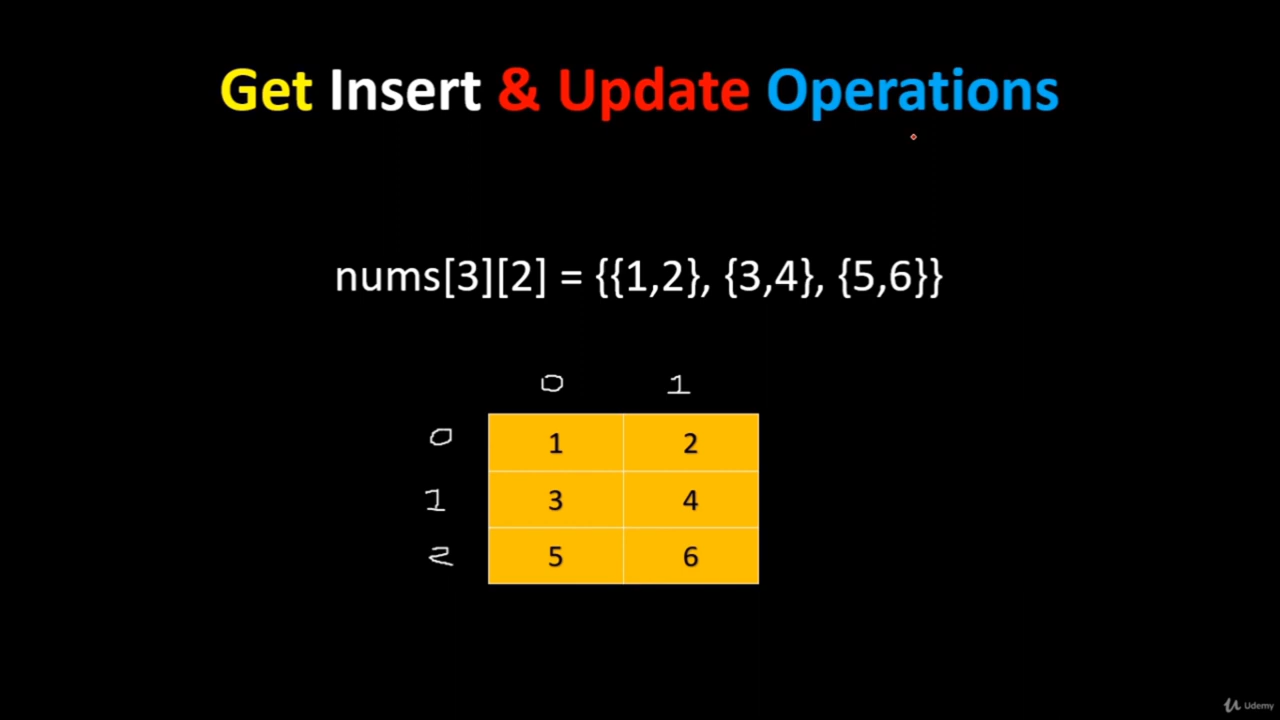 Get Insert & Update Operations
nums[3][2] = {{1,2}, {3,4}, {5,6}}
0 1
0 1 2
1 3 4
2 5 6
Udemy